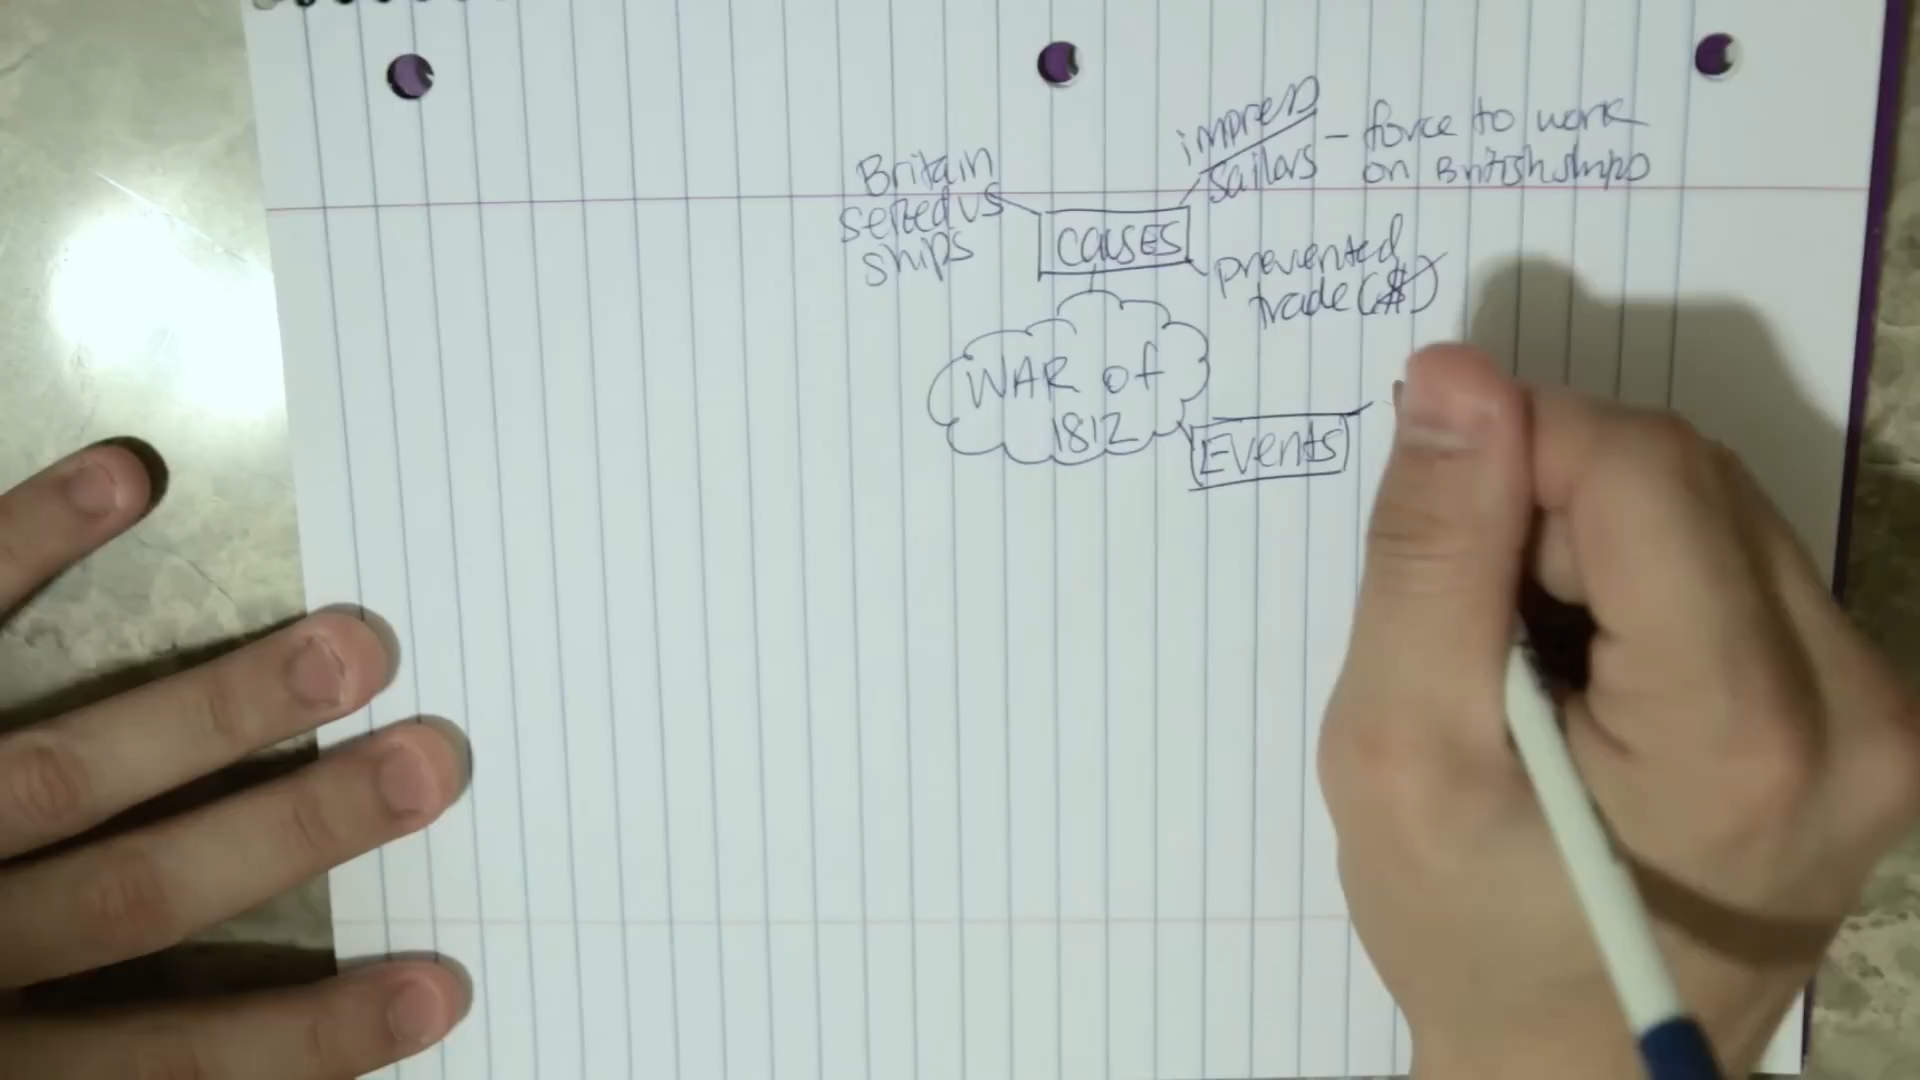 impress
sailors - force to work
on British ships
Britain
seized US
ships
CAUSES
prevented
trade ($)
WAR of
1812
Events